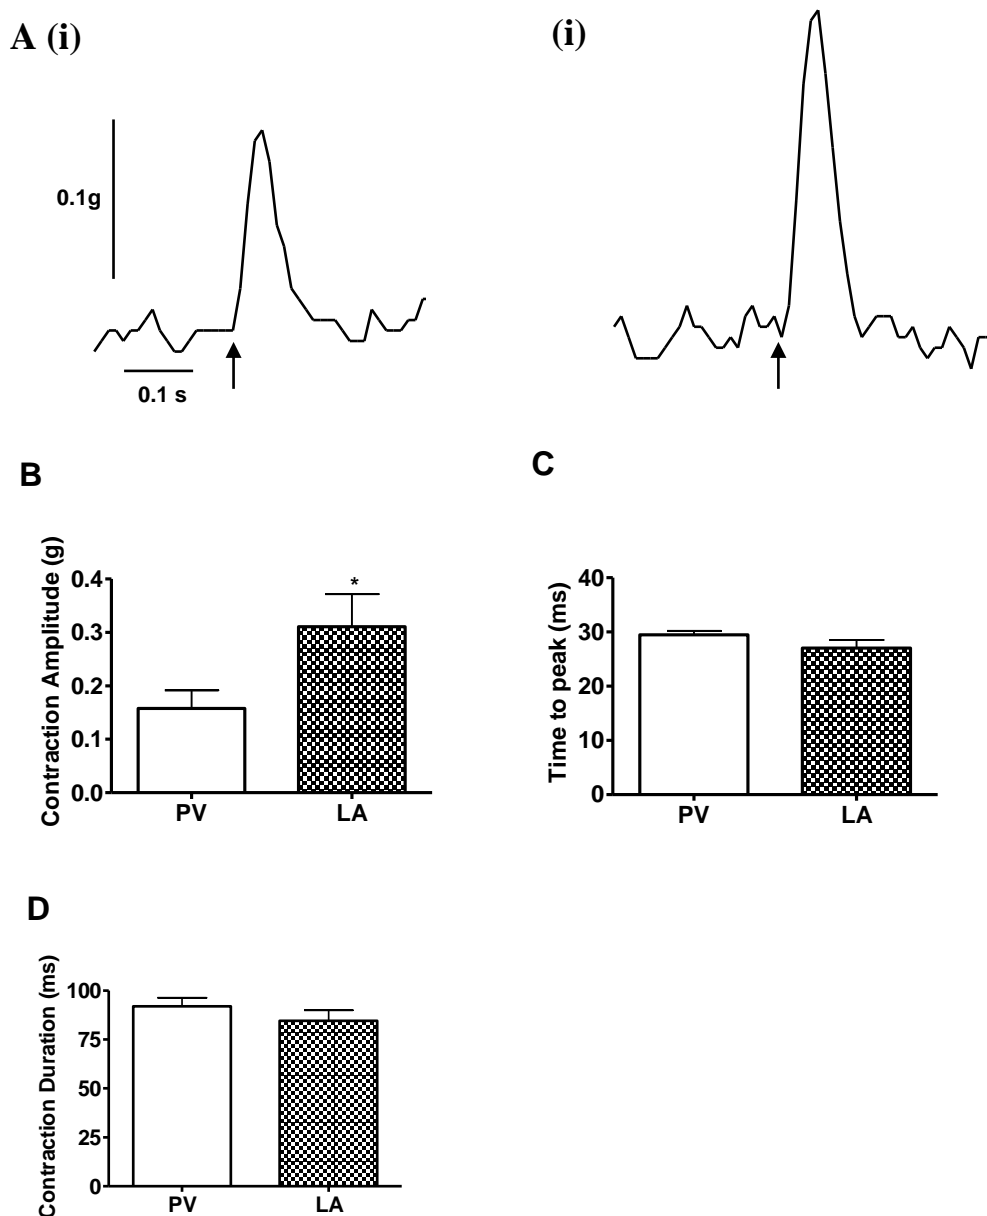 A (i)
(i)
0.1g
0.1 s
B
Contraction Amplitude (g)
0.4
0.3
0.2
0.1
0.0
*
PV
LA
C
Time to peak (ms)
40
30
20
10
0
PV
LA
D
Contraction Duration (ms)
100
75
50
25
0
PV
LA